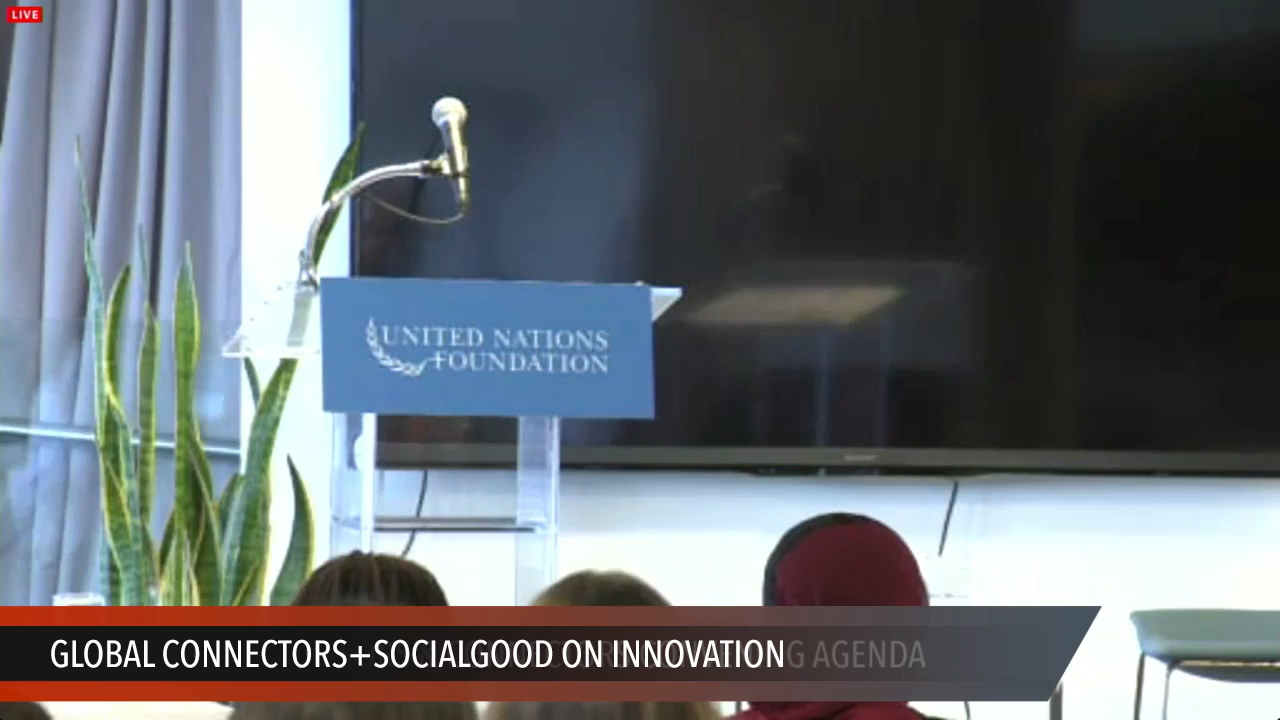 LIVE
UNITED NATIONS
FOUNDATION
GLOBAL CONNECTORS+SOCIALGOOD ON INNOVATION
AGENDA